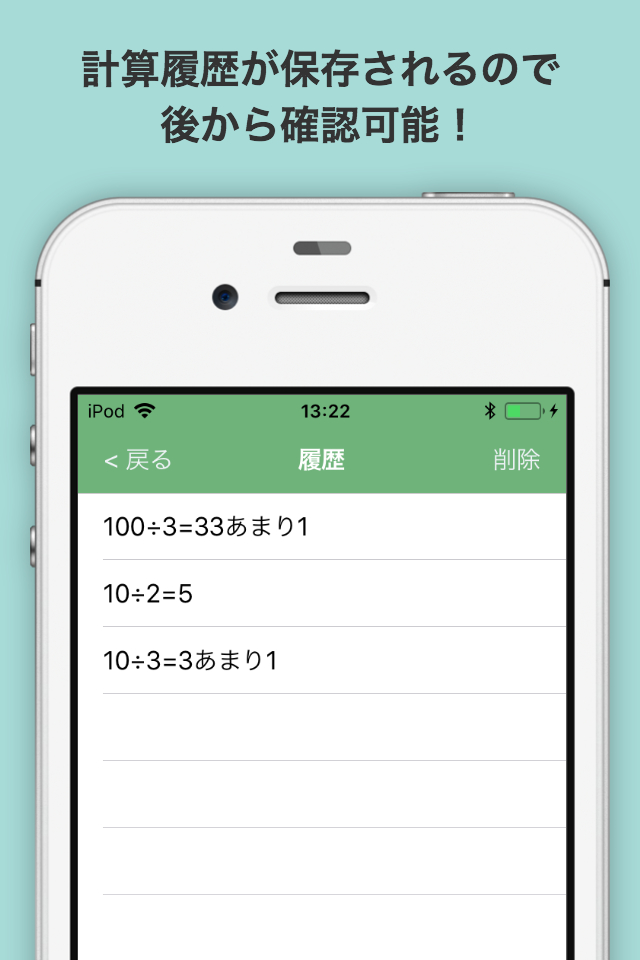 計算履歴が保存されるので
後から確認可能！
iPod 13:22
< 戻る 履歴 削除
100÷3=33あまり1
10÷2=5
10÷3=3あまり1